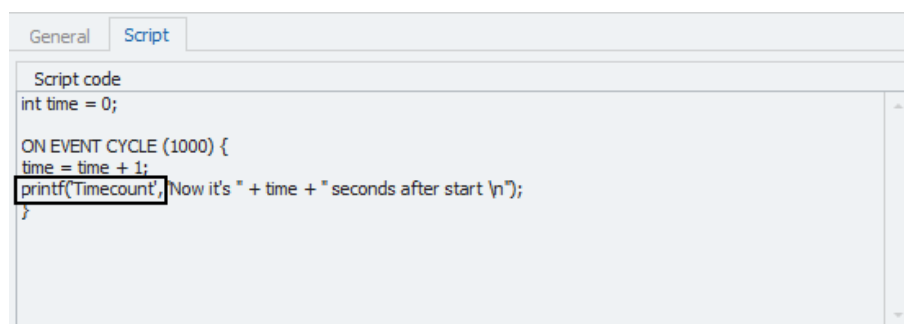 General Script
Script code
int time = 0;
ON EVENT CYCLE (1000) {
time = time + 1;
printf('Timecount', "Now it's " + time + " seconds after start \n");
}